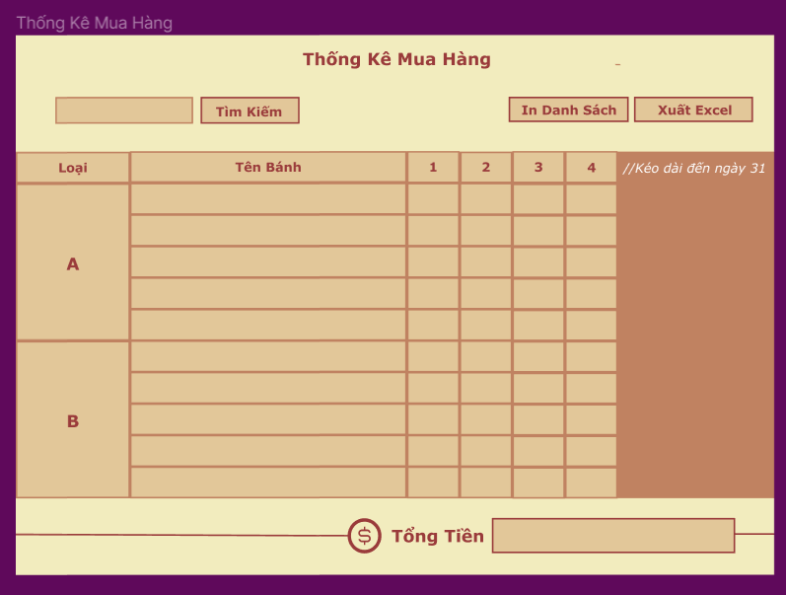 Thống Kê Mua Hàng
Thống Kê Mua Hàng
Tìm Kiếm
In Danh Sách
Xuất Excel
Loại
Tên Bánh
1
2
3
4
//Kéo dài đến ngày 31
A
B
$
Tổng Tiền